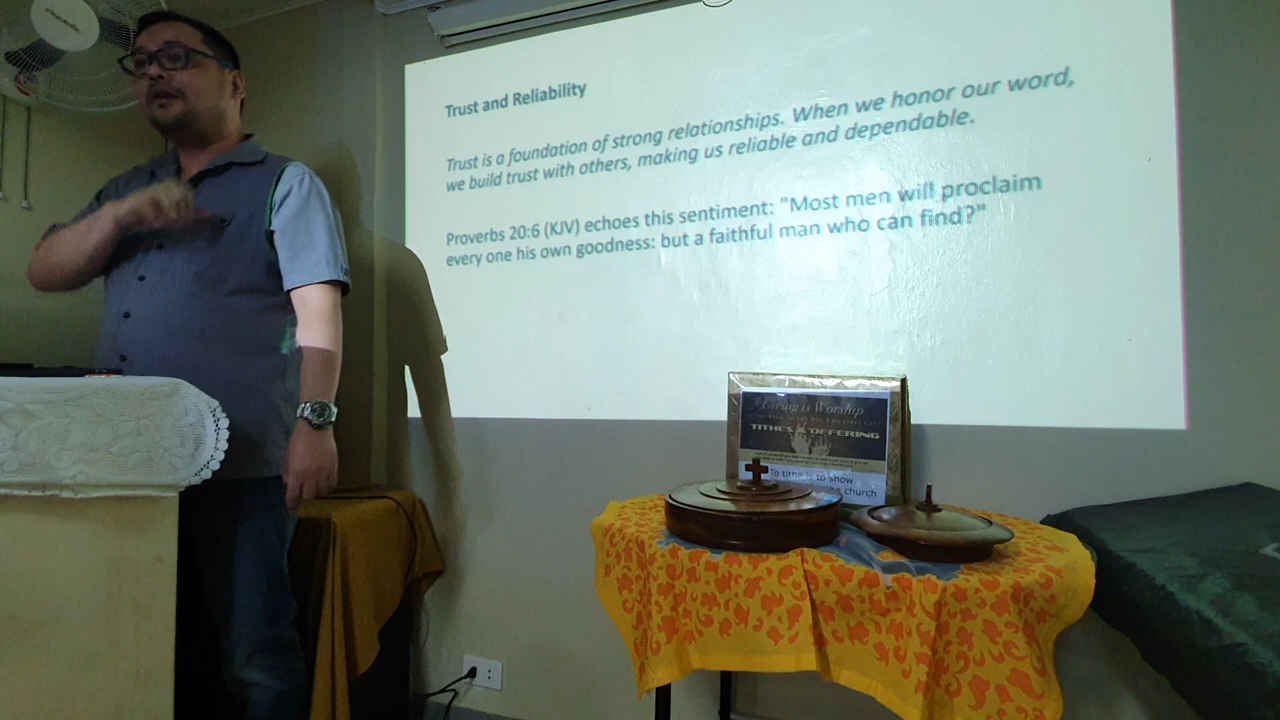 Trust and Reliability
Trust is a foundation of strong relationships. When we honor our word,
we build trust with others, making us reliable and dependable.
Proverbs 20:6 (KJV) echoes this sentiment: "Most men will proclaim
every one his own goodness: but a faithful man who can find?"
Giving is Worship
TITHES & OFFERING
To tithe is to show
the church